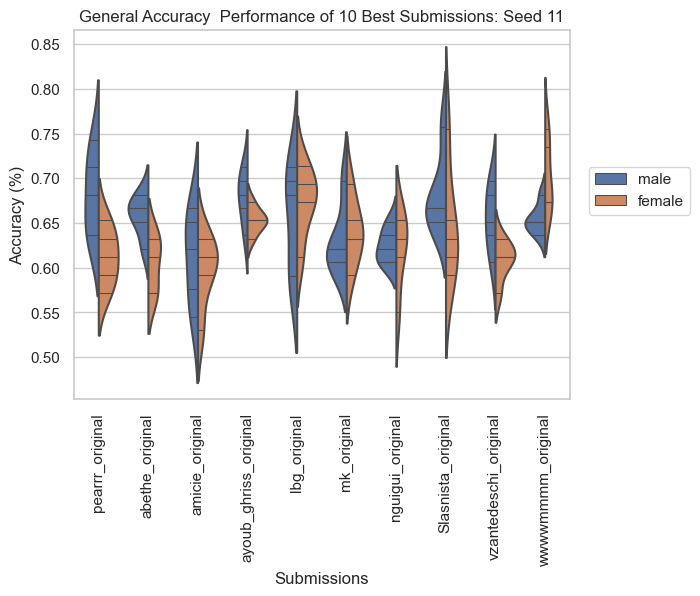 General Accuracy  Performance of 10 Best Submissions: Seed 11
0.85
0.80
0.75
0.70
0.65
0.60
0.55
0.50
Accuracy (%)
male
female
pearrr_original
abethe_original
amicie_original
ayoub_ghriss_original
lbg_original
mk_original
nguigui_original
Slasnista_original
vzantedeschi_original
wwwwmmmm_original
Submissions